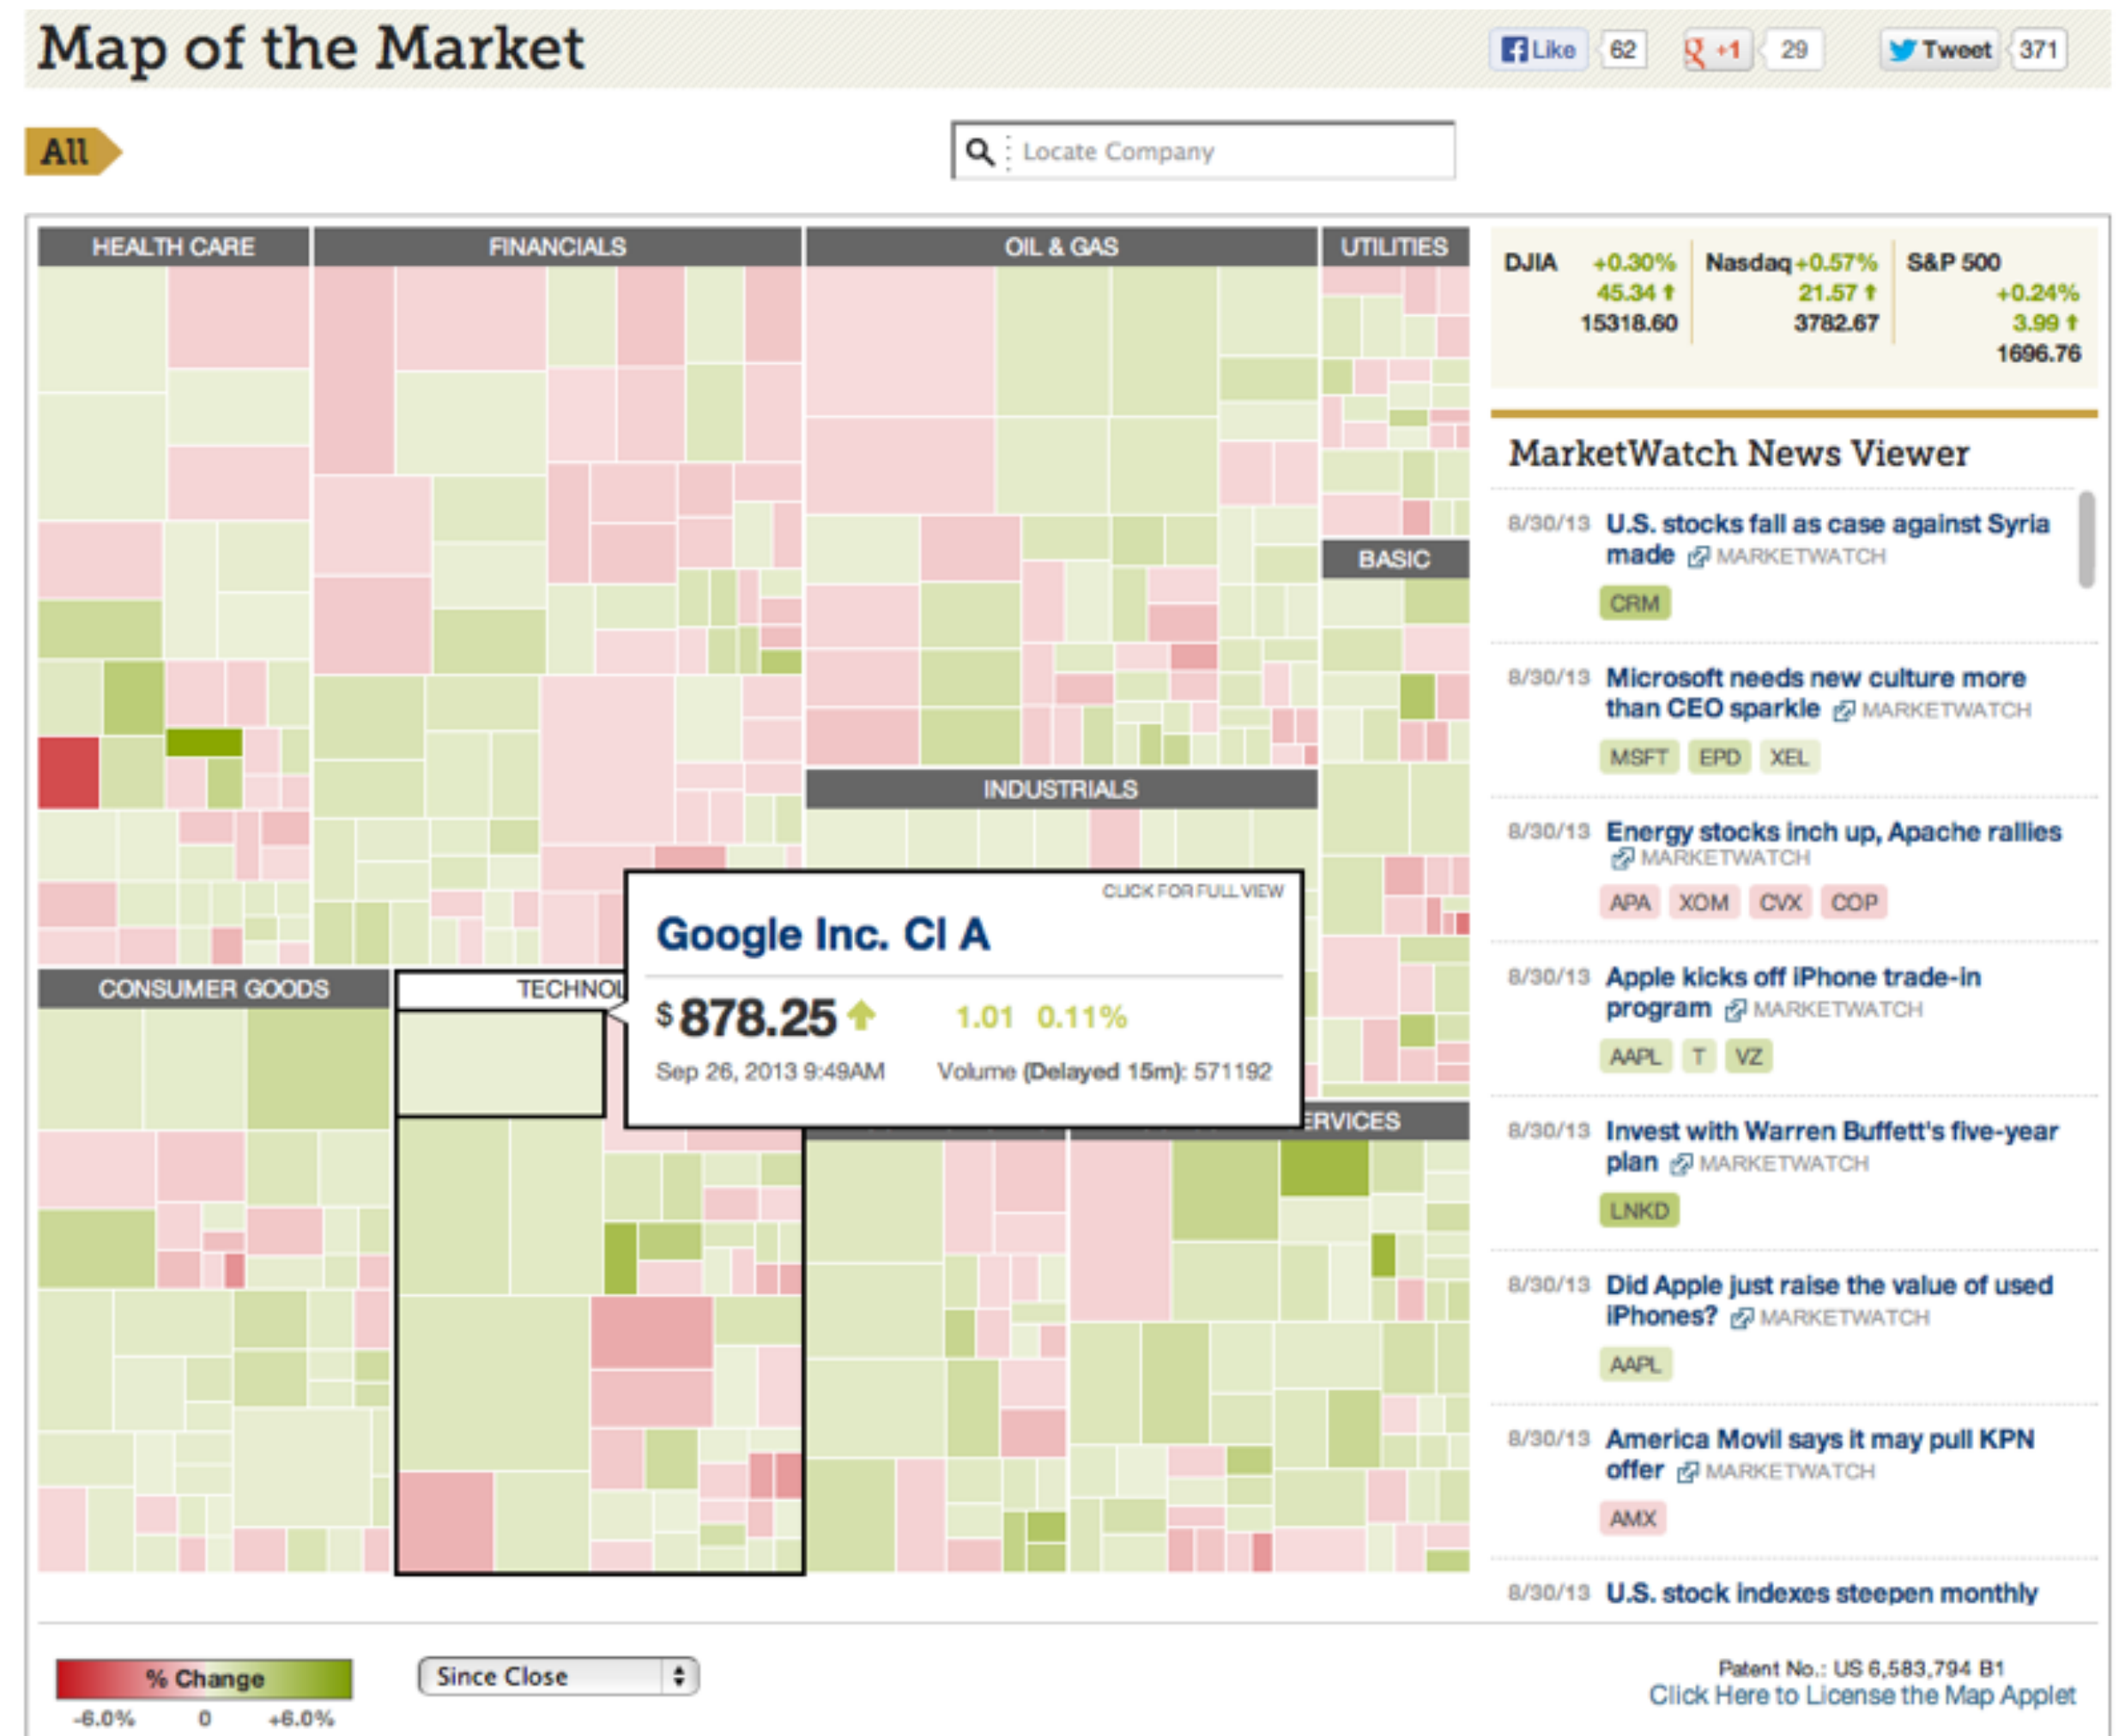 Map of the Market
Like 62
+1 29
Tweet 371
All
Locate Company
HEALTH CARE
FINANCIALS
OIL & GAS
UTILITIES
BASIC
INDUSTRIALS
CONSUMER GOODS
TECHNOL
ERVICES
CLICK FOR FULL VIEW
Google Inc. Cl A
$878.25 1.01 0.11%
Sep 26, 2013 9:49AM Volume (Delayed 15m): 571192
DJIA +0.30%
45.34
15318.60
Nasdaq +0.57%
21.57
3782.67
S&P 500
+0.24%
3.99
1696.76
MarketWatch News Viewer
8/30/13 U.S. stocks fall as case against Syria
made MARKETWATCH
CRM
8/30/13 Microsoft needs new culture more
than CEO sparkle MARKETWATCH
MSFT EPD XEL
8/30/13 Energy stocks inch up, Apache rallies
MARKETWATCH
APA XOM CVX COP
8/30/13 Apple kicks off iPhone trade-in
program MARKETWATCH
AAPL T VZ
8/30/13 Invest with Warren Buffett's five-year
plan MARKETWATCH
LNKD
8/30/13 Did Apple just raise the value of used
iPhones? MARKETWATCH
AAPL
8/30/13 America Movil says it may pull KPN
offer MARKETWATCH
AMX
8/30/13 U.S. stock indexes steepen monthly
% Change
-6.0% 0 +6.0%
Since Close
Patent No.: US 6,583,794 B1
Click Here to License the Map Applet